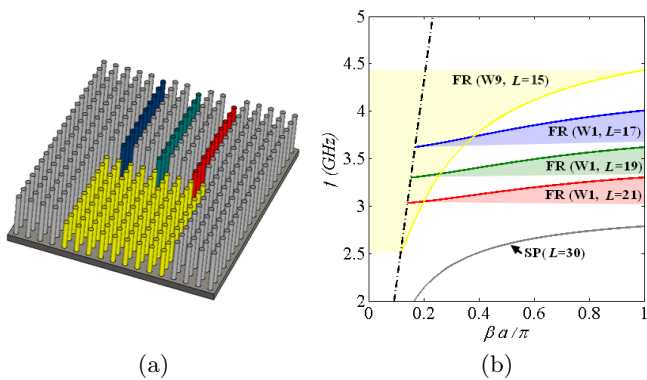 5
4.5
4
3.5
3
2.5
2
f (GHz)
FR (W9, L=15)
FR (W1, L=17)
FR (W1, L=19)
FR (W1, L=21)
SP(L=30)
0
0.2
0.4
0.6
0.8
1
β a/π
(a)
(b)